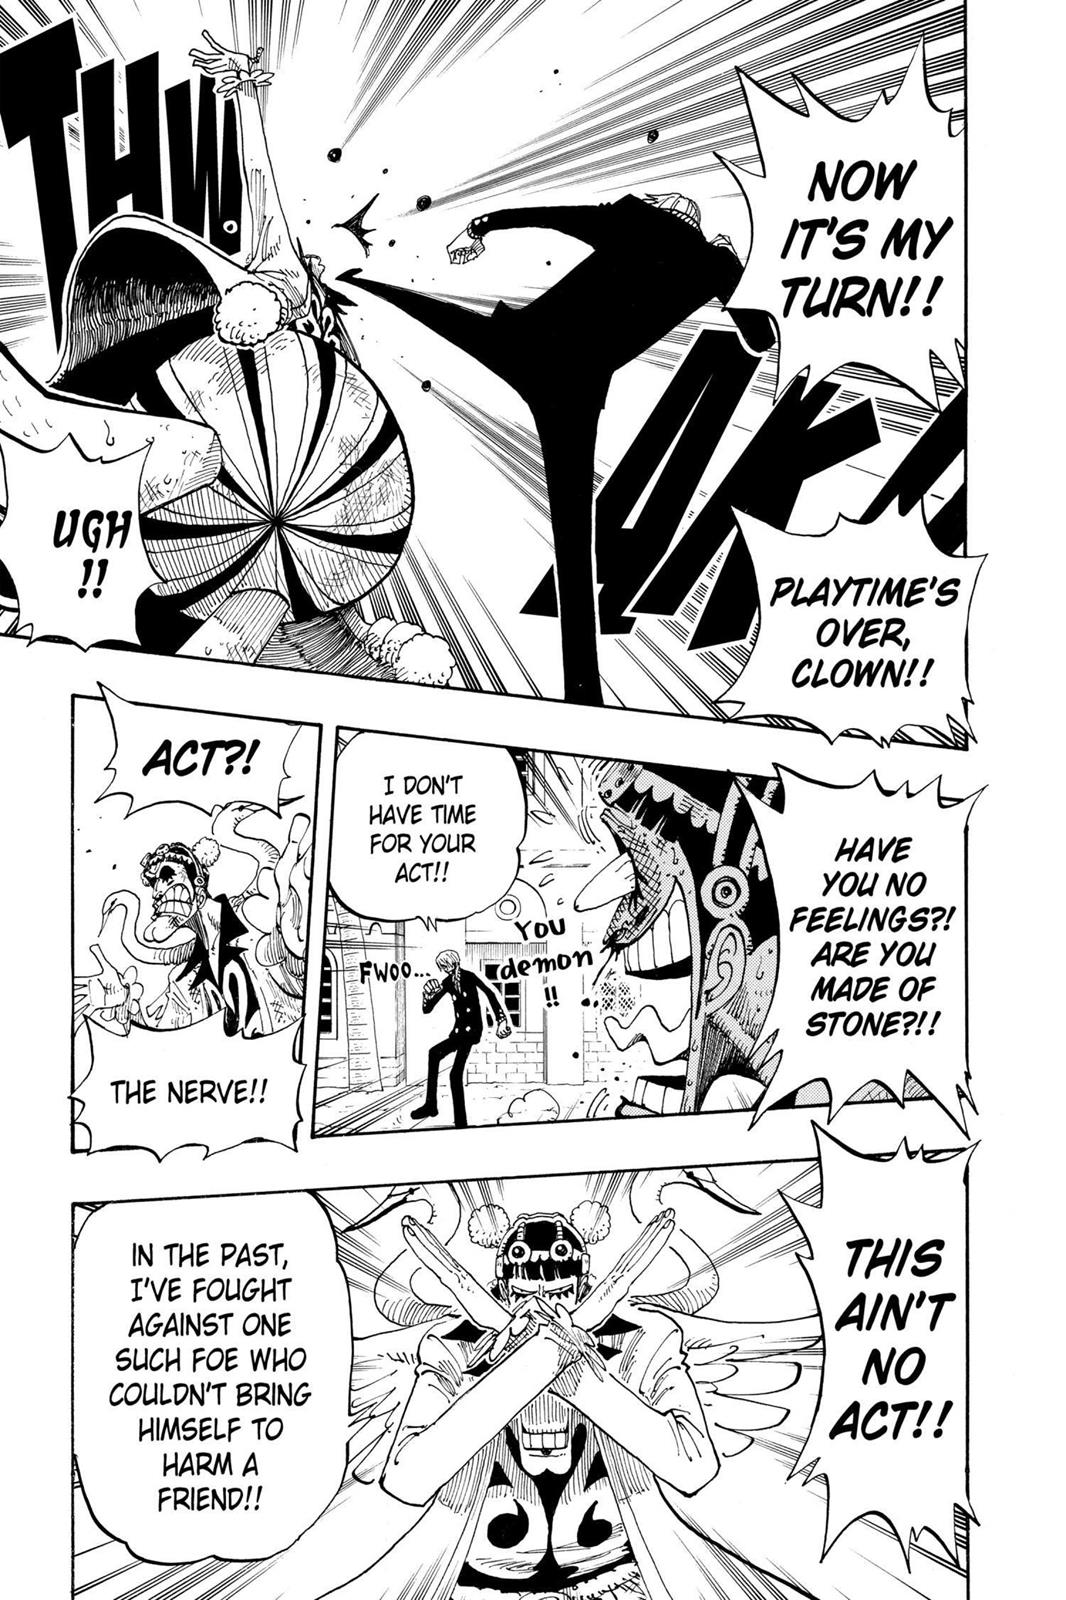 NOW
IT'S MY
TURN!!
THWAK
UGH
!!
PLAYTIME'S
OVER,
CLOWN!!
HAVE
YOU NO
FEELINGS?!
ARE YOU
MADE OF
STONE?!!
I DON'T
HAVE TIME
FOR YOUR
ACT!!
YOU
demon
!!
FWOO...
ACT?!
THE NERVE!!
THIS
AIN'T
NO
ACT!!
IN THE PAST,
I'VE FOUGHT
AGAINST ONE
SUCH FOE WHO
COULDN'T BRING
HIMSELF TO
HARM A
FRIEND!!